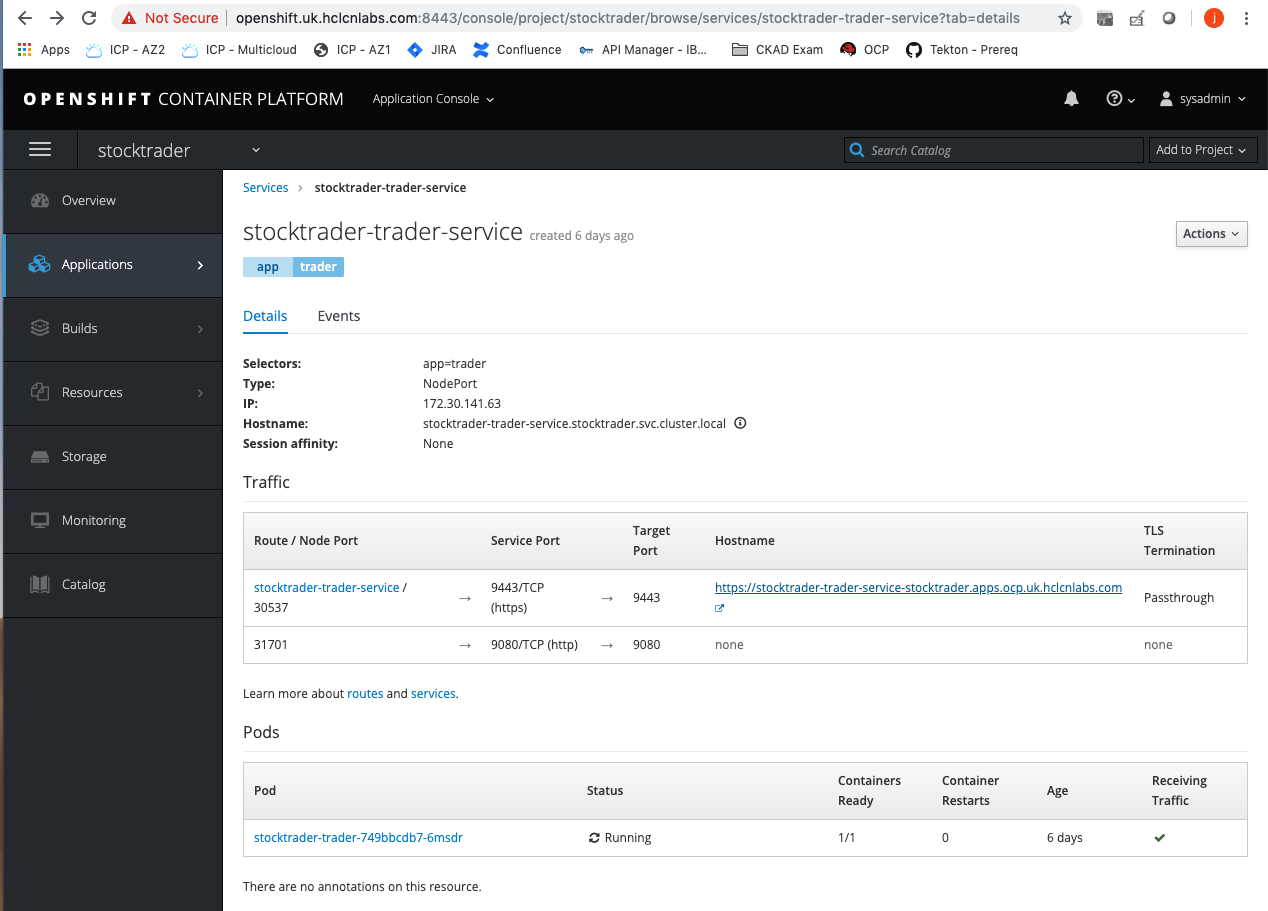 Not Secure | openshift.uk.hclcnlabs.com:8443/console/project/stocktrader/browse/services/stocktrader-trader-service?tab=details j
Apps ICP - AZ2 ICP - Multicloud ICP - AZ1 JIRA Confluence API Manager - IB... CKAD Exam OCP Tekton - Prereq
OPENSHIFT CONTAINER PLATFORM Application Console sysadmin
stocktrader Search Catalog Add to Project
Overview
Applications
Builds
Resources
Storage
Monitoring
Catalog
Services > stocktrader-trader-service
stocktrader-trader-service created 6 days ago Actions
app trader
Details Events
Selectors: app=trader
Type: NodePort
IP: 172.30.141.63
Hostname: stocktrader-trader-service.stocktrader.svc.cluster.local
Session affinity: None
Traffic
Route / Node Port Service Port Target Port Hostname TLS Termination
stocktrader-trader-service / 30537 → 9443/TCP (https) → 9443 https://stocktrader-trader-service-stocktrader.apps.ocp.uk.hclcnlabs.com Passthrough
31701 → 9080/TCP (http) → 9080 none none
Learn more about routes and services.
Pods
Pod Status Containers Ready Container Restarts Age Receiving Traffic
stocktrader-trader-749bbcdb7-6msdr Running 1/1 0 6 days
There are no annotations on this resource.